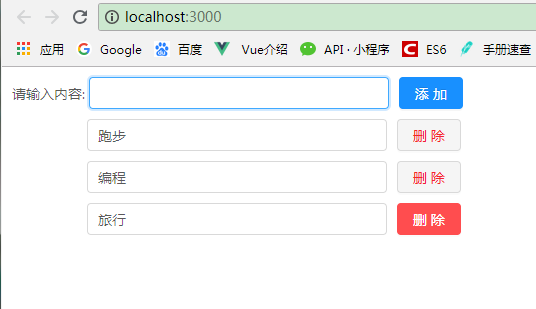 localhost:3000
应用 Google 百度 Vue介绍 API · 小程序 ES6 手册速查
请输入内容: 添 加
跑步 删 除
编程 删 除
旅行 删 除